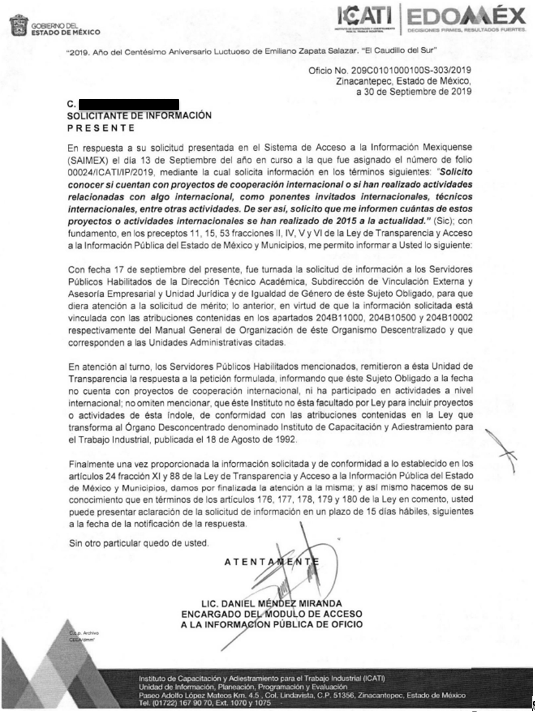 GOBIERNO DEL
ESTADO DE MÉXICO
ICATI
EDOMÉX
DECISIONES FIRMES, RESULTADOS FUERTES.
"2019. Año del Centésimo Aniversario Luctuoso de Emiliano Zapata Salazar. "El Caudillo del Sur"
Oficio No. 209C0101000100S-303/2019
Zinacantepec, Estado de México,
a 30 de Septiembre de 2019
C.
SOLICITANTE DE INFORMACIÓN
P R E S E N T E
En respuesta a su solicitud presentada en el Sistema de Acceso a la Información Mexiquense
(SAIMEX) el día 13 de Septiembre del año en curso a la que fue asignado el número de folio
00024/ICATI/IP/2019, mediante la cual solicita información en los términos siguientes: "Solicito
conocer si cuentan con proyectos de cooperación internacional o si han realizado actividades
relacionadas con algo internacional, como ponentes invitados internacionales, técnicos
internacionales, entre otras actividades. De ser así, solicito que me informen cuántas de estos
proyectos o actividades internacionales se han realizado de 2015 a la actualidad." (Sic); con
fundamento, en los preceptos 11, 15, 53 fracciones II, IV, V y VI de la Ley de Transparencia y Acceso
a la Información Pública del Estado de México y Municipios, me permito informar a Usted lo siguiente:
Con fecha 17 de septiembre del presente, fue turnada la solicitud de información a los Servidores
Públicos Habilitados de la Dirección Técnico Académica, Subdirección de Vinculación Externa y
Asesoría Empresarial y Unidad Jurídica y de Igualdad de Género de este Sujeto Obligado, para que
diera atención a la solicitud de mérito; lo anterior, en virtud de que la información solicitada está
vinculada con las atribuciones contenidas en los apartados 204B11000, 204B10500 y 204B10002
respectivamente del Manual General de Organización de éste Organismo Descentralizado y que
corresponden a las Unidades Administrativas citadas.
En atención al turno, los Servidores Públicos Habilitados mencionados, remitieron a ésta Unidad de
Transparencia la respuesta a la petición formulada, informando que éste Sujeto Obligado a la fecha
no cuenta con proyectos de cooperación internacional, ni ha participado en actividades a nivel
internacional; no omiten mencionar, que éste Instituto no ésta facultado por Ley para incluir proyectos
o actividades de ésta índole, de conformidad con las atribuciones contenidas en la Ley que
transforma al Órgano Desconcentrado denominado Instituto de Capacitación y Adiestramiento para
el Trabajo Industrial, publicada el 18 de Agosto de 1992.
Finalmente una vez proporcionada la información solicitada y de conformidad a lo establecido en los
artículos 24 fracción XI y 88 de la Ley de Transparencia y Acceso a la Información Pública del Estado
de México y Municipios, damos por finalizada la atención a la misma; y así mismo hacemos de su
conocimiento que en términos de los artículos 176, 177, 178, 179 y 180 de la Ley en comento, usted
puede presentar aclaración de la solicitud de información en un plazo de 15 días hábiles, siguientes
a la fecha de la notificación de la respuesta.
Sin otro particular quedo de usted.
A T E N T A M E N T E
LIC. DANIEL MÉNDEZ MIRANDA
ENCARGADO DEL MODULO DE ACCESO
A LA INFORMACIÓN PÚBLICA DE OFICIO
C.c.p. Archivo
Instituto de Capacitación y Adiestramiento para el Trabajo Industrial (ICATI)
Unidad de Información, Planeación, Programación y Evaluación
Paseo Adolfo López Mateos Km. 4.5, Col. Lindavista, C.P. 51356, Zinacantepec, Estado de México
Tel. (01722) 167 90 70, Ext. 1070 y 1075